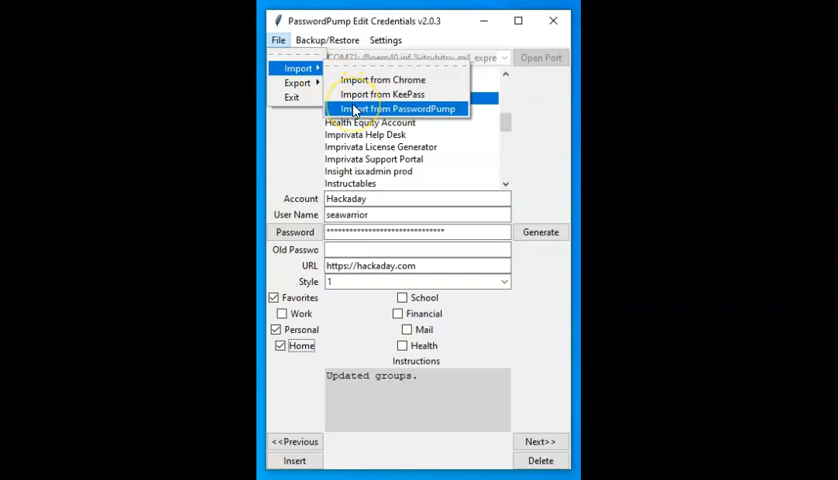 PasswordPump Edit Credentials v2.0.3
File Backup/Restore Settings
Import
Export
Exit
Import from Chrome
Import from KeePass
Import from PasswordPump
Open Port
Health Equity Account
Imprivata Help Desk
Imprivata License Generator
Imprivata Support Portal
Insight isxadmin prod
Instructables
Account Hackaday
User Name seawarrior
Password ****************************** Generate
Old Passwo
URL https://hackaday.com
Style 1
Favorites School
Work Financial
Personal Mail
Home Health
Instructions
Updated groups.
<<Previous Next>>
Insert Delete